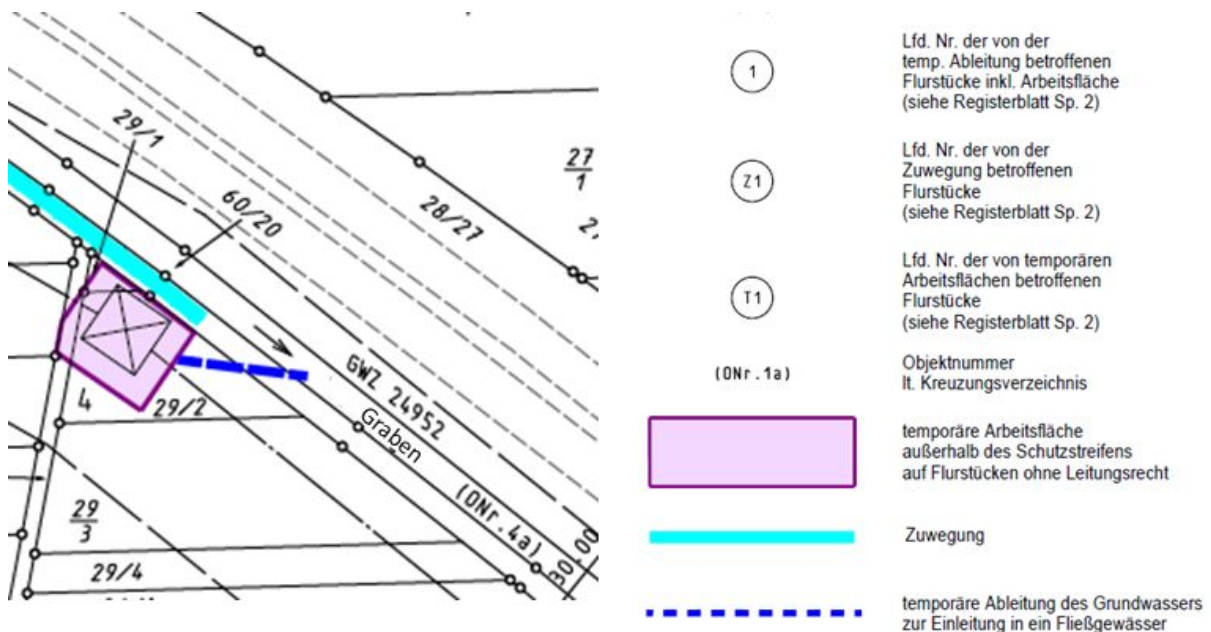 29/1
60/20
28/27
27
1
4
29/2
GWZ 24952
Graben
(ONr.4a)
30,00
29
3
29/4
1
Lfd. Nr. der von der
temp. Ableitung betroffenen
Flurstücke inkl. Arbeitsfläche
(siehe Registerblatt Sp. 2)
Z1
Lfd. Nr. der von der
Zuwegung betroffenen
Flurstücke
(siehe Registerblatt Sp. 2)
T1
Lfd. Nr. der von temporären
Arbeitsflächen betroffenen
Flurstücke
(siehe Registerblatt Sp. 2)
(ONr.1a)
Objektnummer
lt. Kreuzungsverzeichnis
temporäre Arbeitsfläche
außerhalb des Schutzstreifens
auf Flurstücken ohne Leitungsrecht
Zuwegung
temporäre Ableitung des Grundwassers
zur Einleitung in ein Fließgewässer